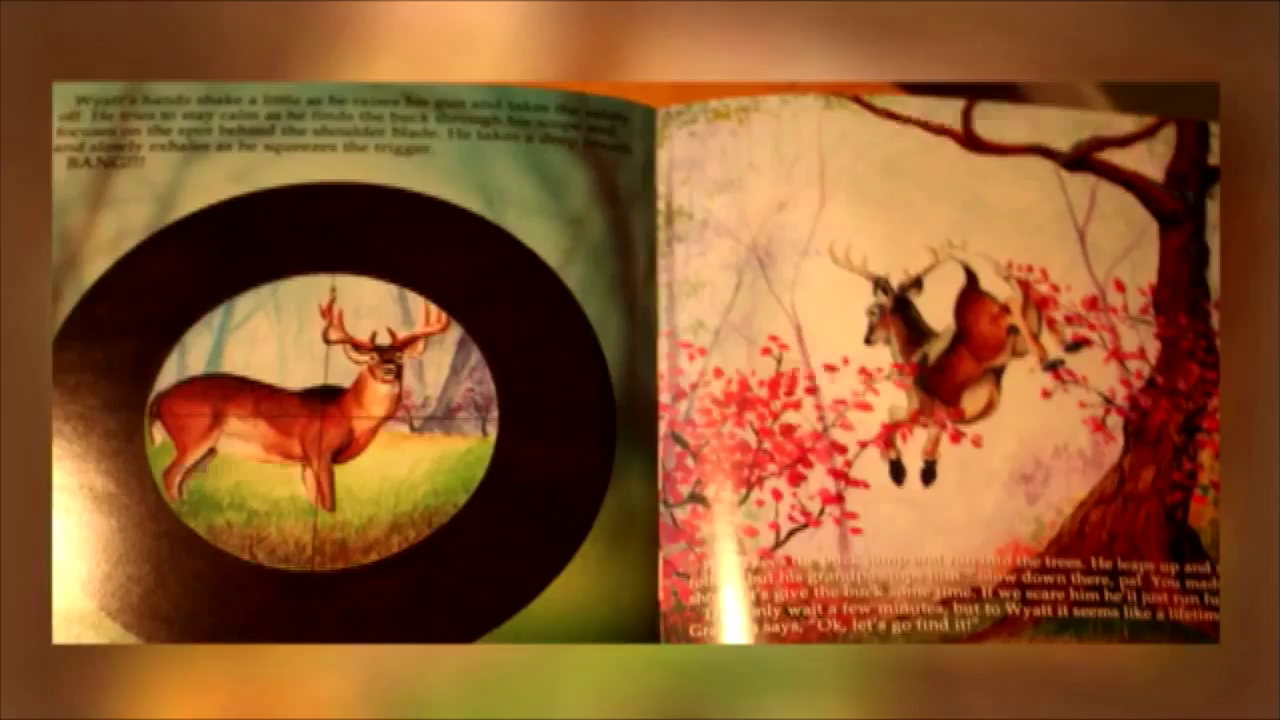 Wyatt's hands shake a little as he raises his gun and takes the safety
off. He tries to stay calm as he finds the buck through his scope and
focuses on the spot behind the shoulder blade. He takes a deep breath
and slowly exhales as he squeezes the trigger.
BANG!!!
jump and run into the trees. He leaps up and
but his grandpa down there, pal. You made
give the buck some time. If we scare him he'll just run
only wait a few minutes, but to Wyatt it seems like a lifetime
says, "Ok, let's go find it!"